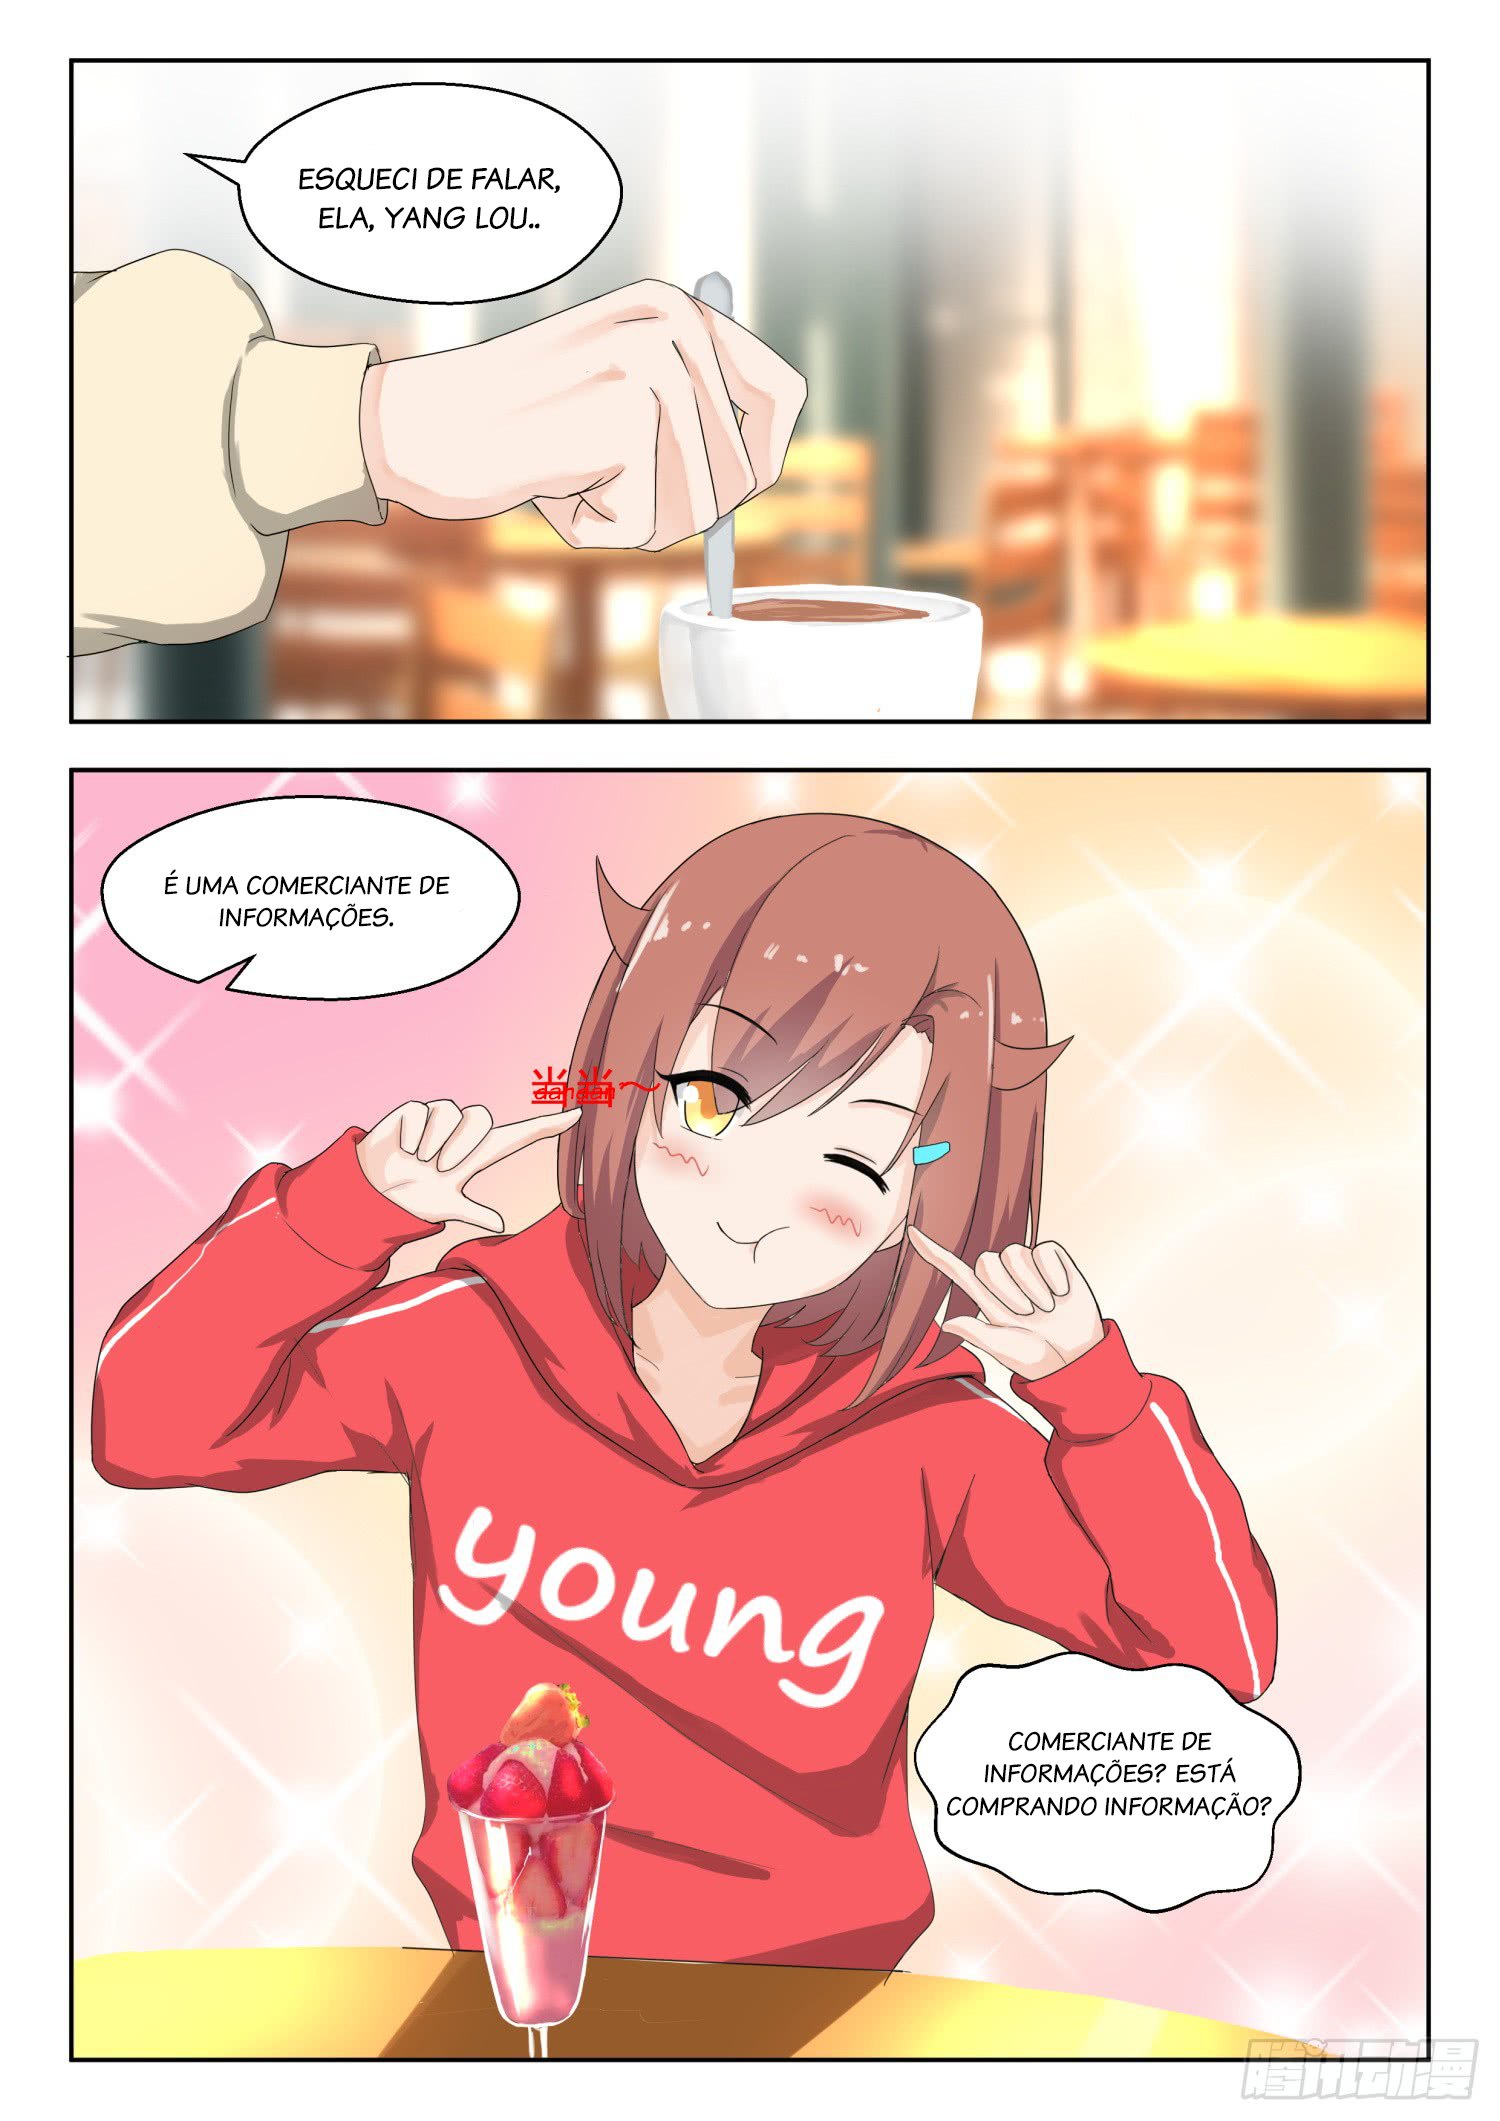 ESQUECI DE FALAR,
ELA, YANG LOU..
É UMA COMERCIANTE DE
INFORMAÇÕES.
当当～
dandan
young
COMERCIANTE DE
INFORMAÇÕES? ESTÁ
COMPRANDO INFORMAÇÃO?
腾讯动漫